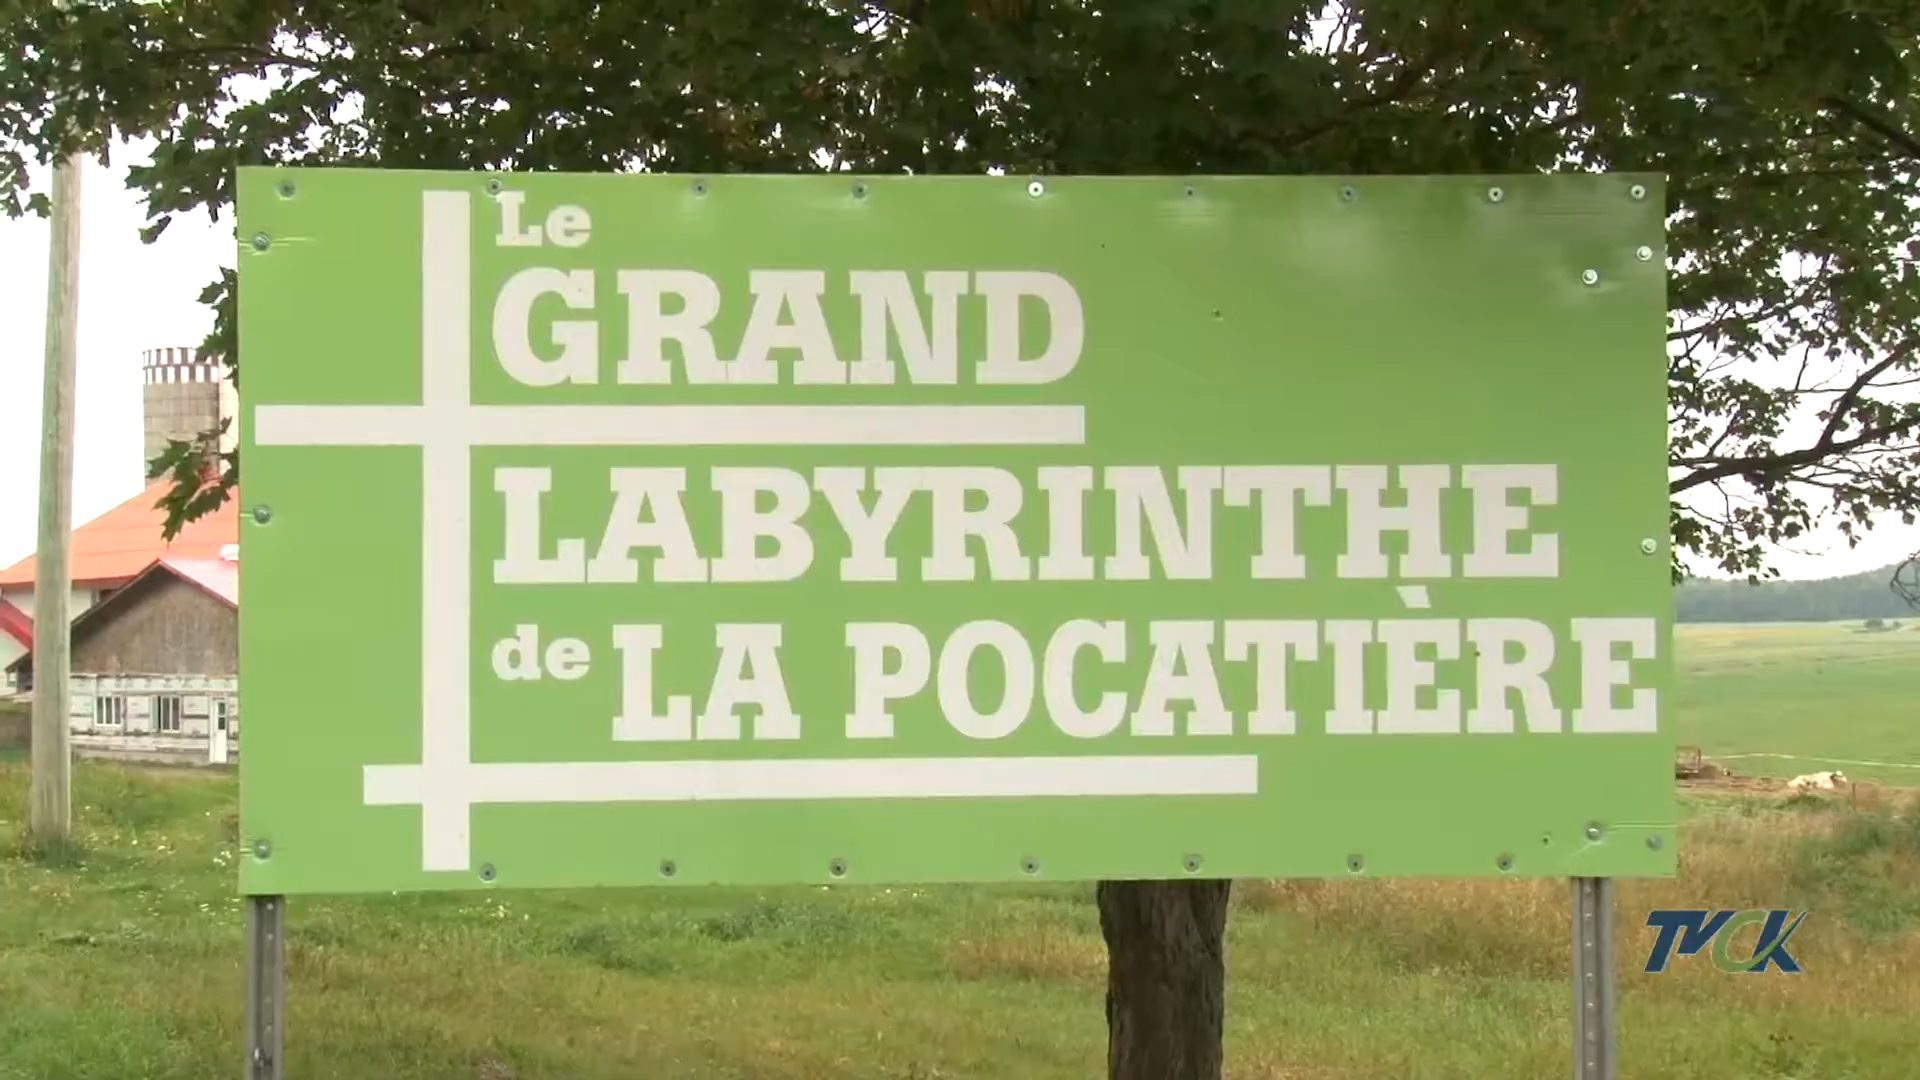 Le
GRAND
LABYRINTHE
de LA POCATIÈRE
TVCK